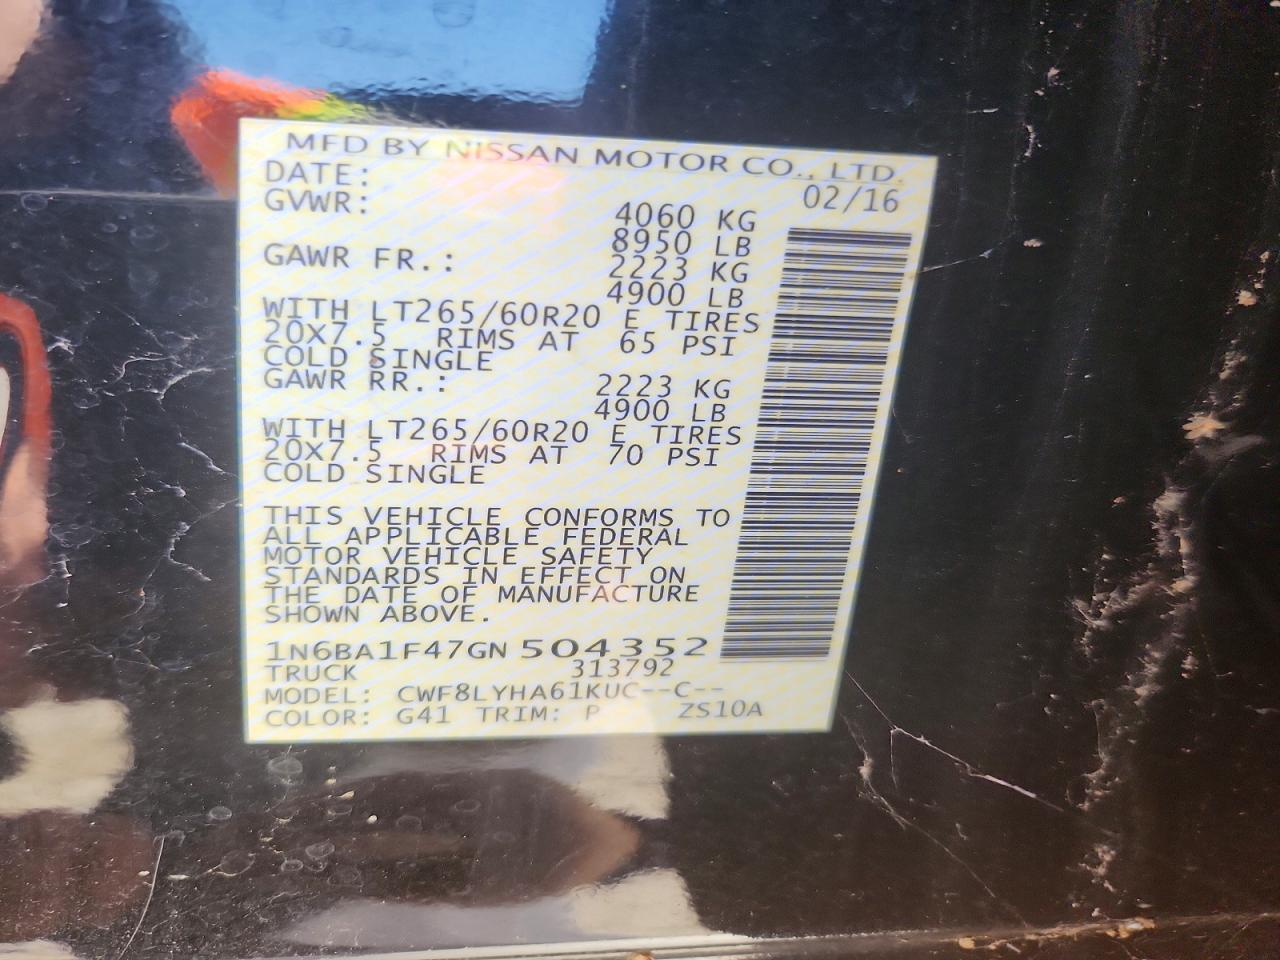 MFD BY NISSAN MOTOR CO., LTD.
DATE: 02/16
GVWR: 4060 KG
8950 LB
GAWR FR.: 2223 KG
4900 LB
WITH LT265/60R20 E TIRES
20X7.5 RIMS AT 65 PSI
COLD SINGLE
GAWR RR.: 2223 KG
4900 LB
WITH LT265/60R20 E TIRES
20X7.5 RIMS AT 70 PSI
COLD SINGLE
THIS VEHICLE CONFORMS TO
ALL APPLICABLE FEDERAL
MOTOR VEHICLE SAFETY
STANDARDS IN EFFECT ON
THE DATE OF MANUFACTURE
SHOWN ABOVE.
1N6BA1F47GN504352
TRUCK 313792
MODEL: CWF8LYHA61KUC--C--
COLOR: G41 TRIM: P ZS10A